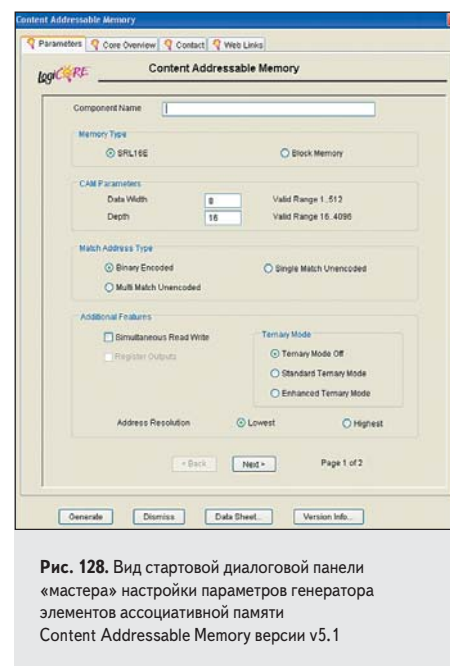 Content Addressable Memory
Parameters Core Overview Contact Web Links
LogiCORE Content Addressable Memory
Component Name
Memory Type
SRL16E Block Memory
CAM Parameters
Data Width 8 Valid Range 1..512
Depth 16 Valid Range 16..4096
Match Address Type
Binary Encoded Single Match Unencoded
Multi Match Unencoded
Additional Features
Simultaneous Read Write Ternary Mode
Register Outputs Ternary Mode Off
Standard Ternary Mode
Enhanced Ternary Mode
Address Resolution Lowest Highest
< Back Next > Page 1 of 2
Generate Dismiss Data Sheet... Version Info...
Рис. 128. Вид стартовой диалоговой панели
«мастера» настройки параметров генератора
элементов ассоциативной памяти
Content Addressable Memory версии v5.1